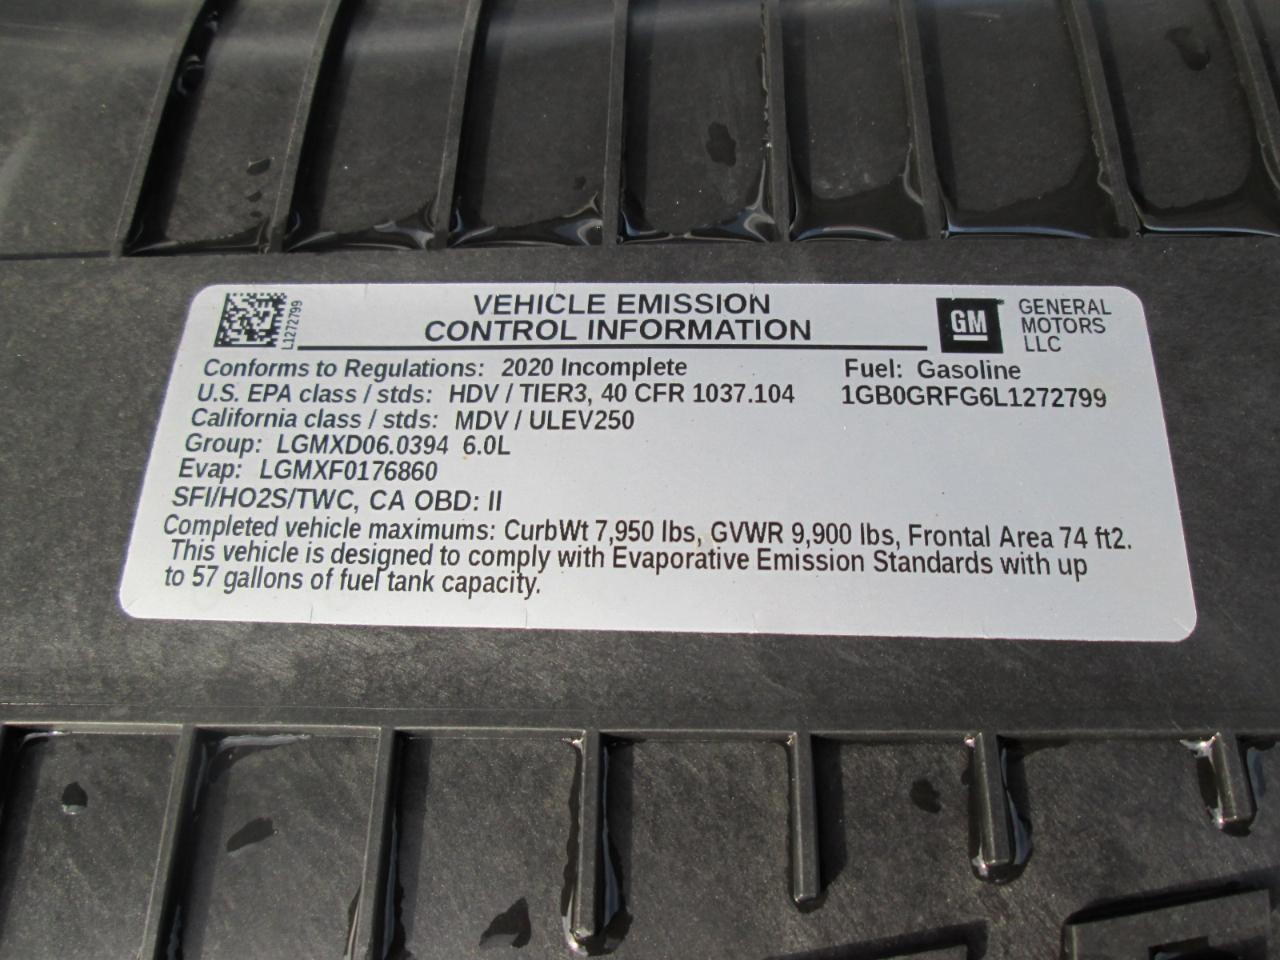 L1272799
VEHICLE EMISSION
CONTROL INFORMATION
GM
GENERAL
MOTORS
LLC
Conforms to Regulations: 2020 Incomplete
Fuel: Gasoline
U.S. EPA class / stds: HDV / TIER3, 40 CFR 1037.104
1GB0GRFG6L1272799
California class / stds: MDV / ULEV250
Group: LGMXD06.0394 6.0L
Evap: LGMXF0176860
SFI/HO2S/TWC, CA OBD: II
Completed vehicle maximums: CurbWt 7,950 lbs, GVWR 9,900 lbs, Frontal Area 74 ft2.
This vehicle is designed to comply with Evaporative Emission Standards with up
to 57 gallons of fuel tank capacity.